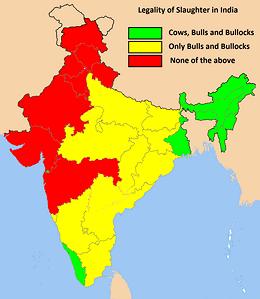 Legality of Slaughter in India
Cows, Bulls and Bullocks
Only Bulls and Bullocks
None of the above